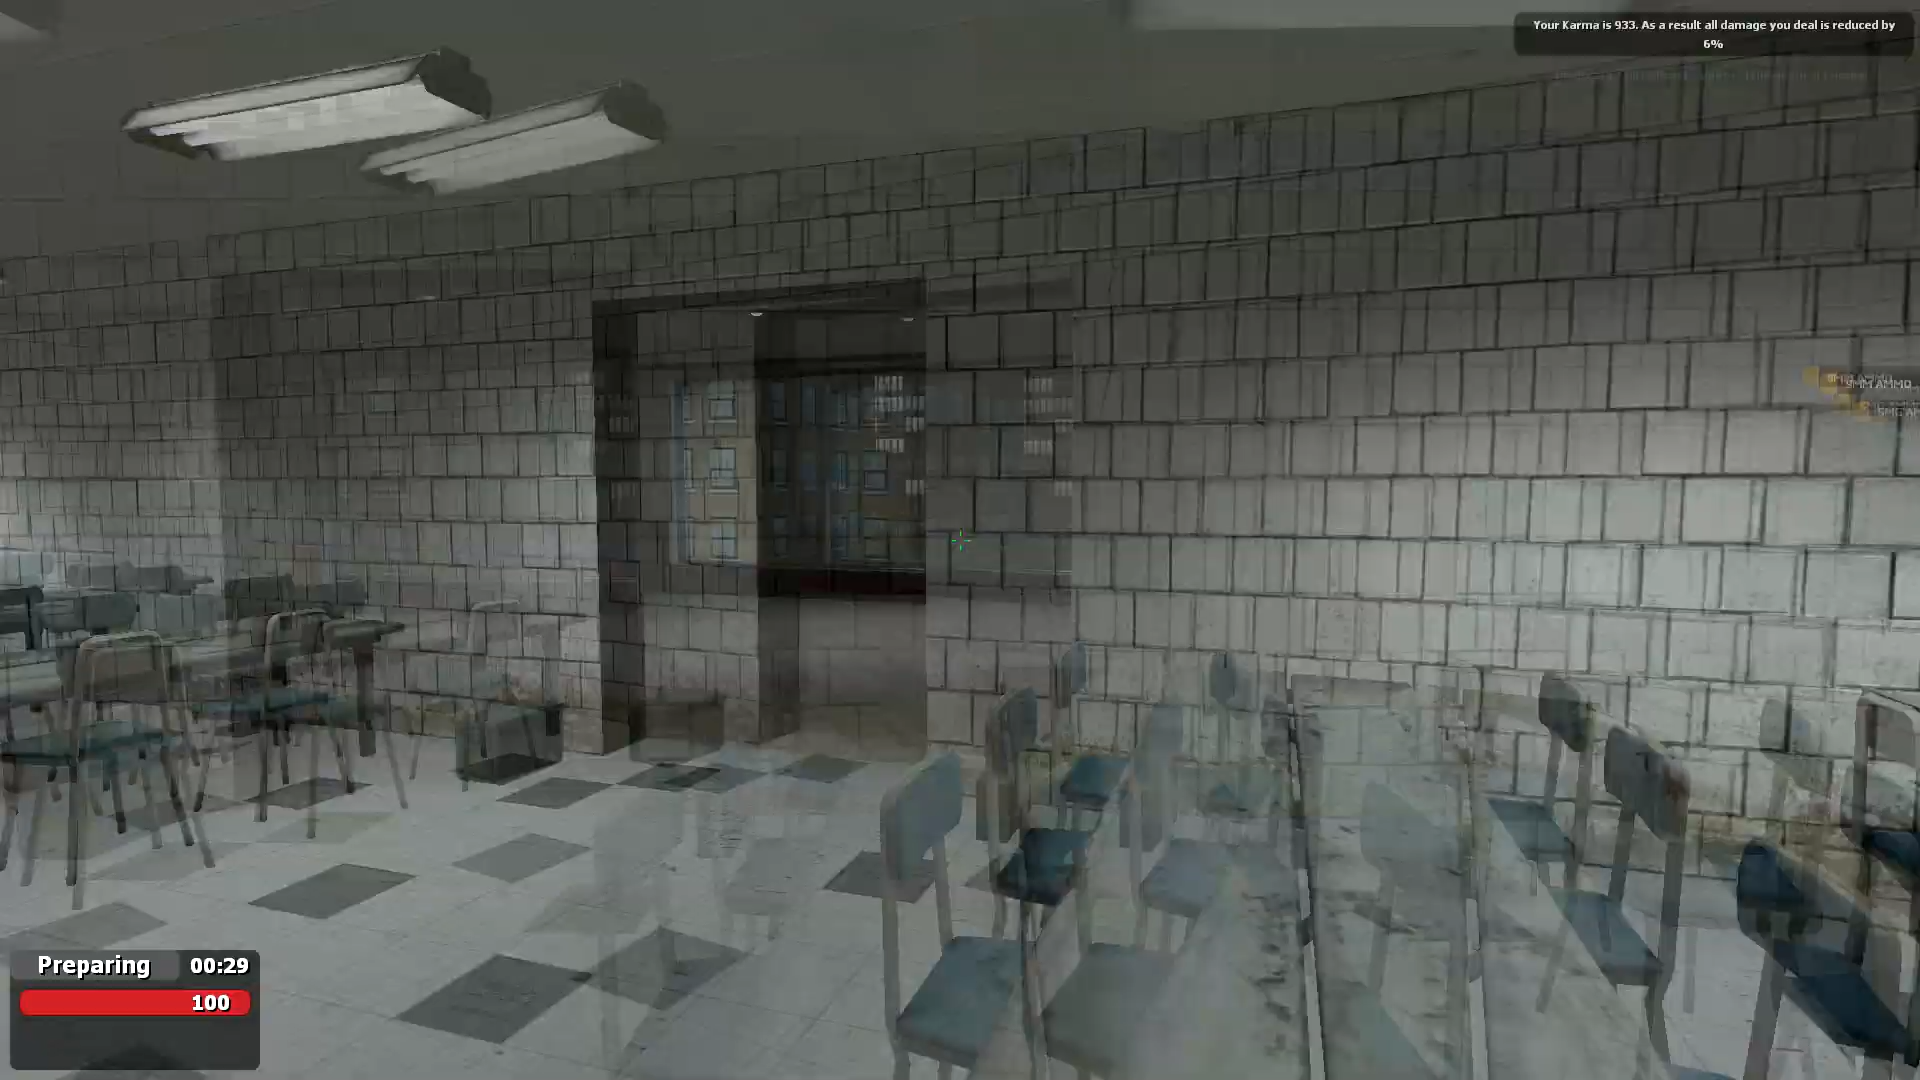 Your Karma is 933. As a result all damage you deal is reduced by
6%
9MM AMMO
Preparing 00:29
100